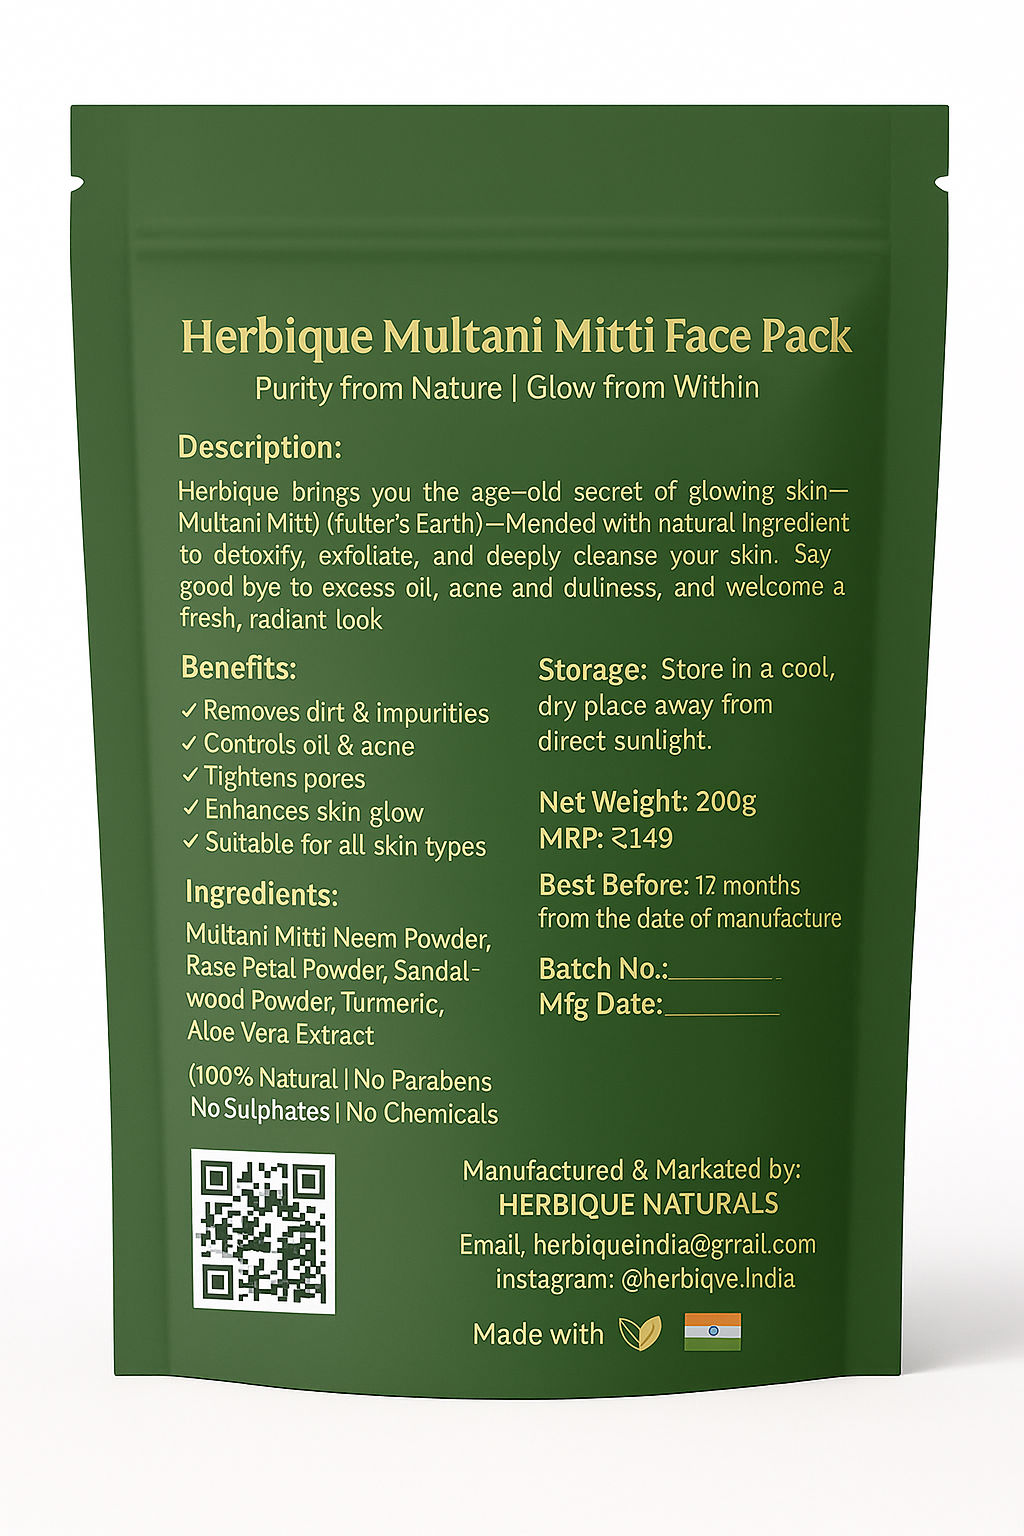 Herbique Multani Mitti Face Pack
Purity from Nature | Glow from Within
Description:
Herbique brings you the age–old secret of glowing skin—
Multani Mitt) (fulter's Earth)—Mended with natural Ingredient
to detoxify, exfoliate, and deeply cleanse your skin. Say
good bye to excess oil, acne and duliness, and welcome a
fresh, radiant look
Benefits:
✓ Removes dirt & impurities
✓ Controls oil & acne
✓ Tightens pores
✓ Enhances skin glow
✓ Suitable for all skin types
Ingredients:
Multani Mitti Neem Powder,
Rase Petal Powder, Sandal-
wood Powder, Turmeric,
Aloe Vera Extract
(100% Natural | No Parabens
No Sulphates | No Chemicals
Storage: Store in a cool,
dry place away from
direct sunlight.
Net Weight: 200g
MRP: ₹149
Best Before: 12 months
from the date of manufacture
Batch No.:__________
Mfg Date:__________
Manufactured & Markated by:
HERBIQUE NATURALS
Email, herbiqueindia@grrail.com
instagram: @herbiqve.India
Made with